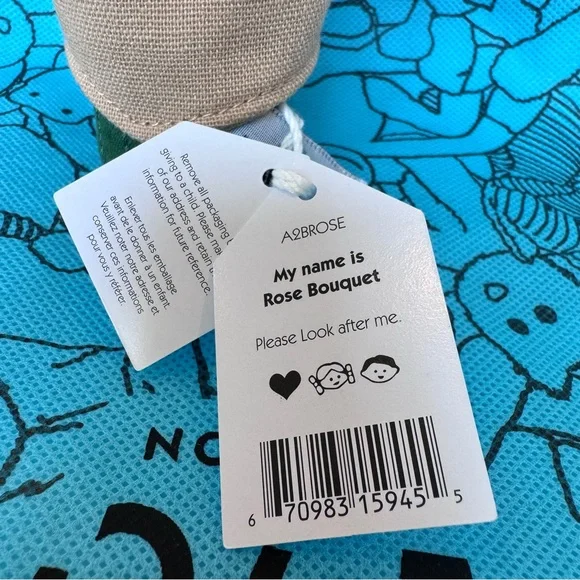 Remove all packaging
giving to a child. Please
of our address and retain
information for future reference.
Enlever tous les emballage
avant de le donner à un enfant
Veuillez noter notre adresse et
conserver ces informations
pour vous y référer.
A2BROSE
My name is
Rose Bouquet
Please Look after me.
6 70983 15945 5
NO